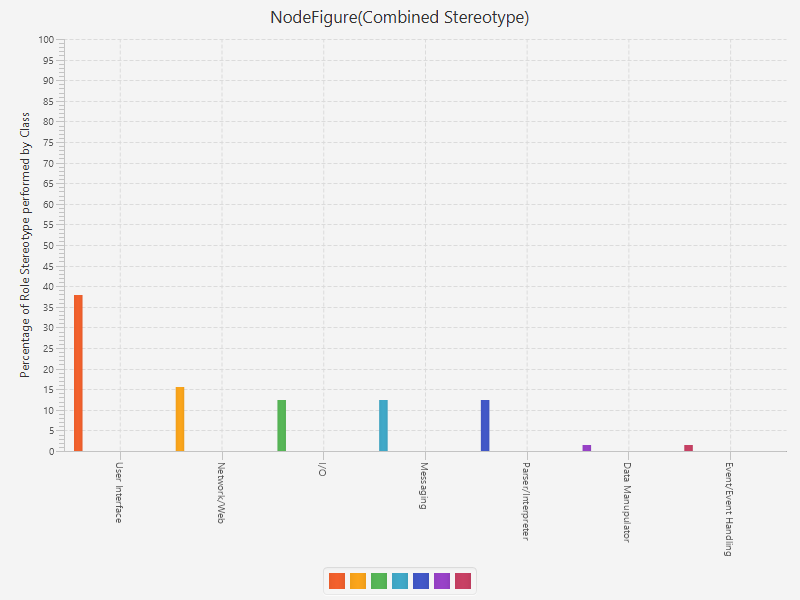 NodeFigure(Combined Stereotype)
Percentage of Role Stereotype performed by Class
100
95
90
85
80
75
70
65
60
55
50
45
40
35
30
25
20
15
10
5
0
User Interface
Network/Web
I/O
Messaging
Parser/Interpreter
Data Manupulator
Event/Event Handling